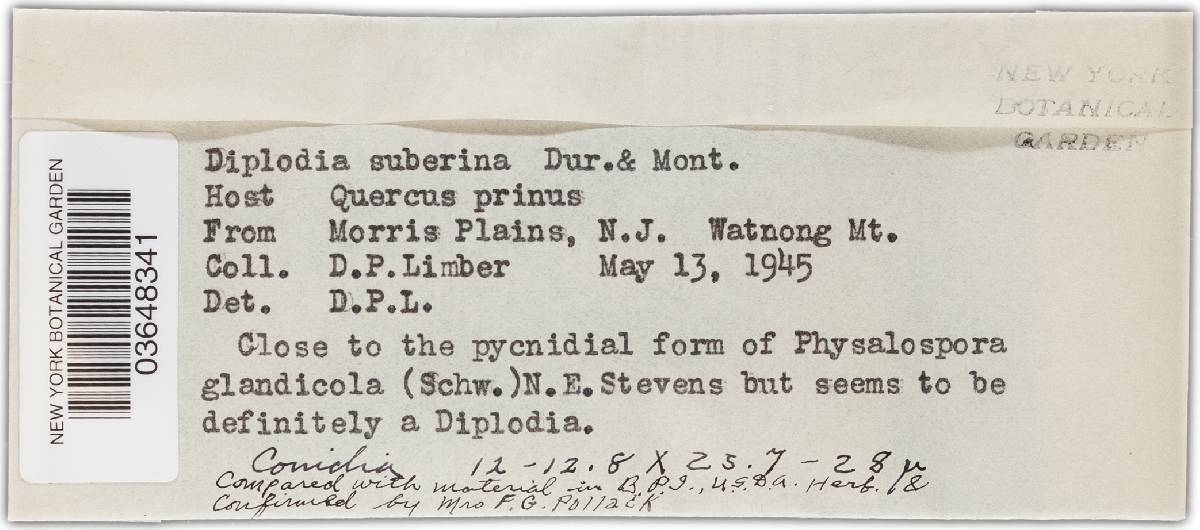 NEW YORK
BOTANICAL
GARDEN
NEW YORK BOTANICAL GARDEN
03648341
Diplodia suberina Dur.& Mont.
Host Quercus prinus
From Morris Plains, N.J. Watnong Mt.
Coll. D.P.Limber May 13, 1945
Det. D.P.L.
Close to the pycnidial form of Physalospora
glandicola (Schw.)N.E.Stevens but seems to be
definitely a Diplodia.
Conidia 12-12.8 X 25.7-28 µ
Compared with material in B.P.I., U.S.D.A. Herb. &
Confirmed by Mrs F.G. Pollack